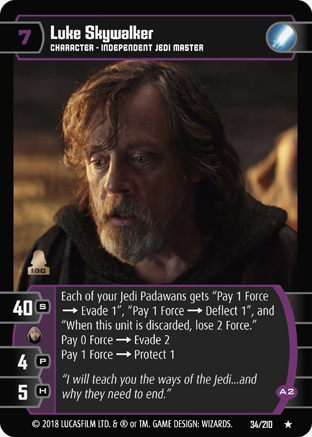 7
Luke Skywalker
CHARACTER - INDEPENDENT JEDI MASTER
IDC
40 S
4 P
5 H
Each of your Jedi Padawans gets “Pay 1 Force
→ Evade 1”, “Pay 1 Force → Deflect 1”, and
“When this unit is discarded, lose 2 Force.”
Pay 0 Force → Evade 2
Pay 1 Force → Protect 1
“I will teach you the ways of the Jedi...and
why they need to end.”
A2
© 2018 LUCASFILM LTD. & ® or TM. GAME DESIGN: WIZARDS.
34/210 ★